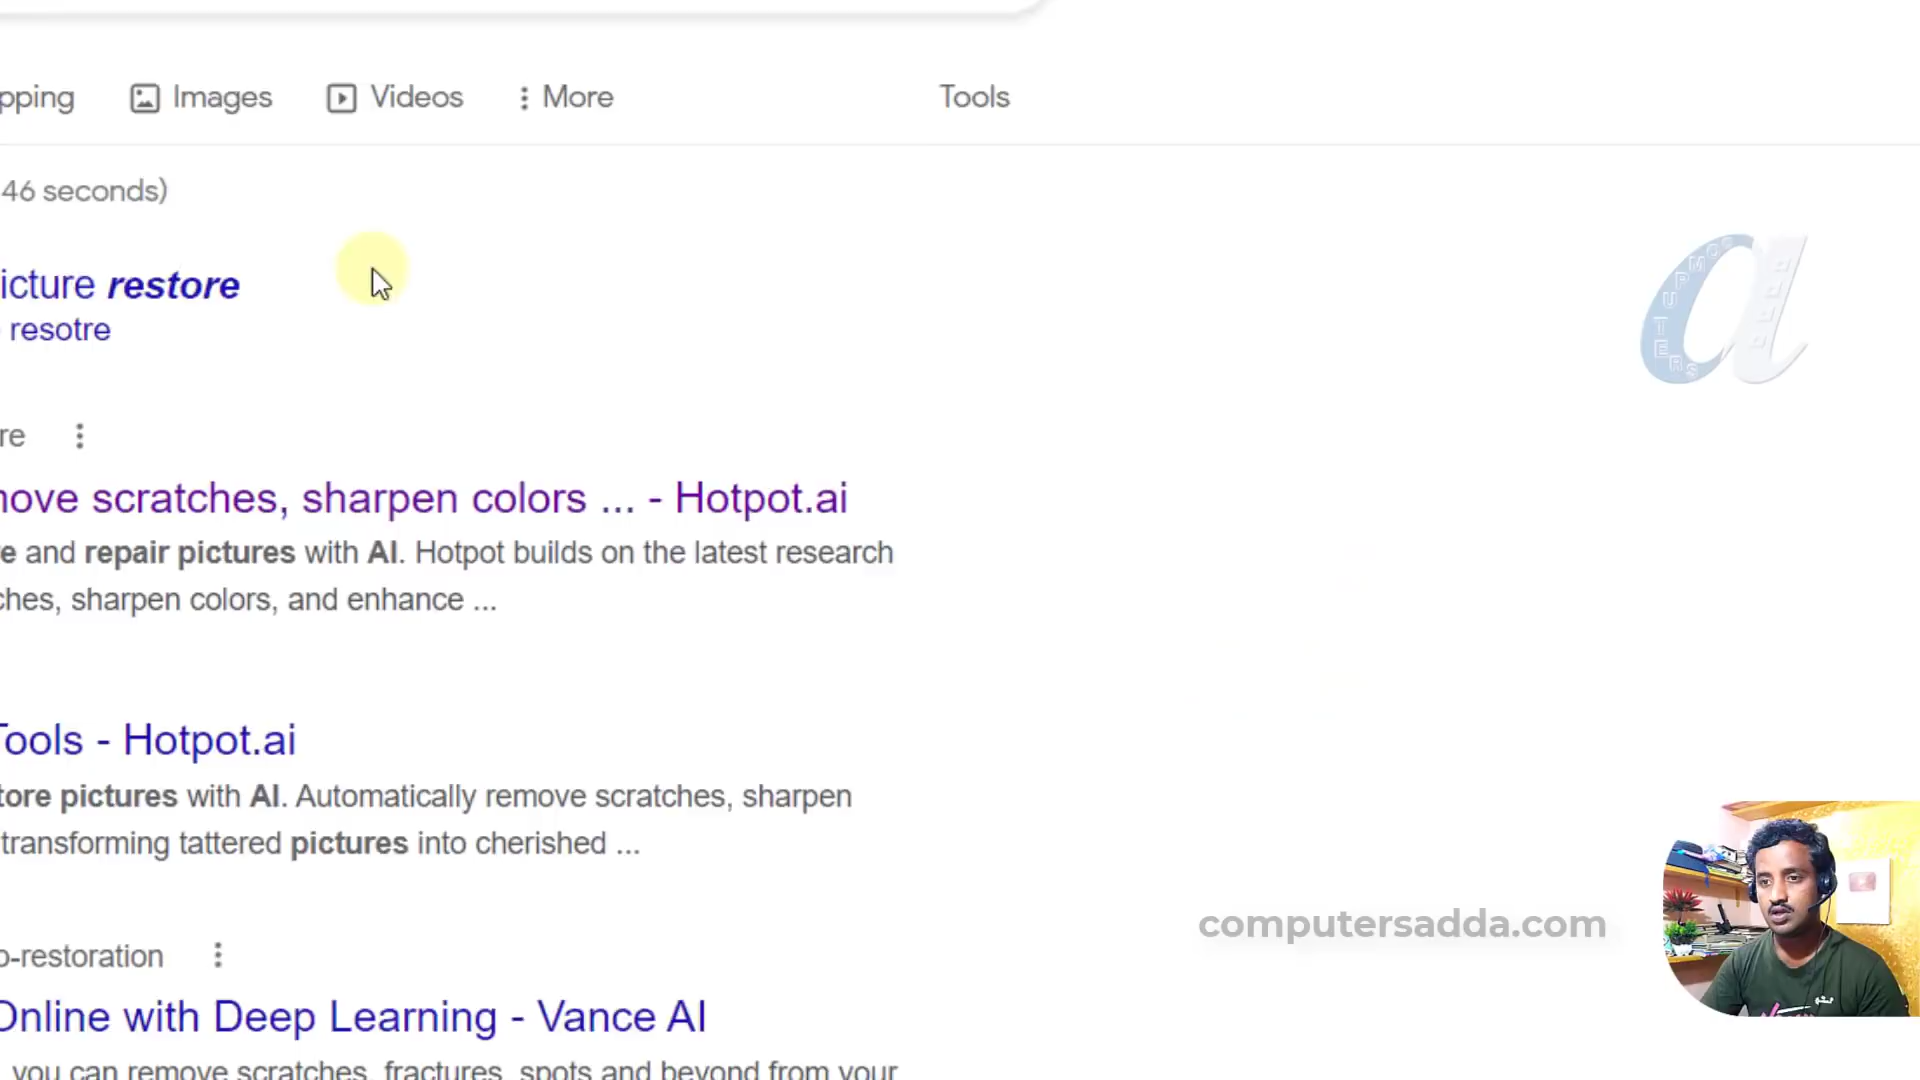 pping Images Videos More Tools
46 seconds)
icture restore
resotre
re
nove scratches, sharpen colors ... - Hotpot.ai
e and repair pictures with AI. Hotpot builds on the latest research
ches, sharpen colors, and enhance ...
Tools - Hotpot.ai
tore pictures with AI. Automatically remove scratches, sharpen
transforming tattered pictures into cherished ...
o-restoration
Online with Deep Learning - Vance AI
you can remove scratches, fractures, spots and beyond from your
COMPUTERS
a
computersadda.com